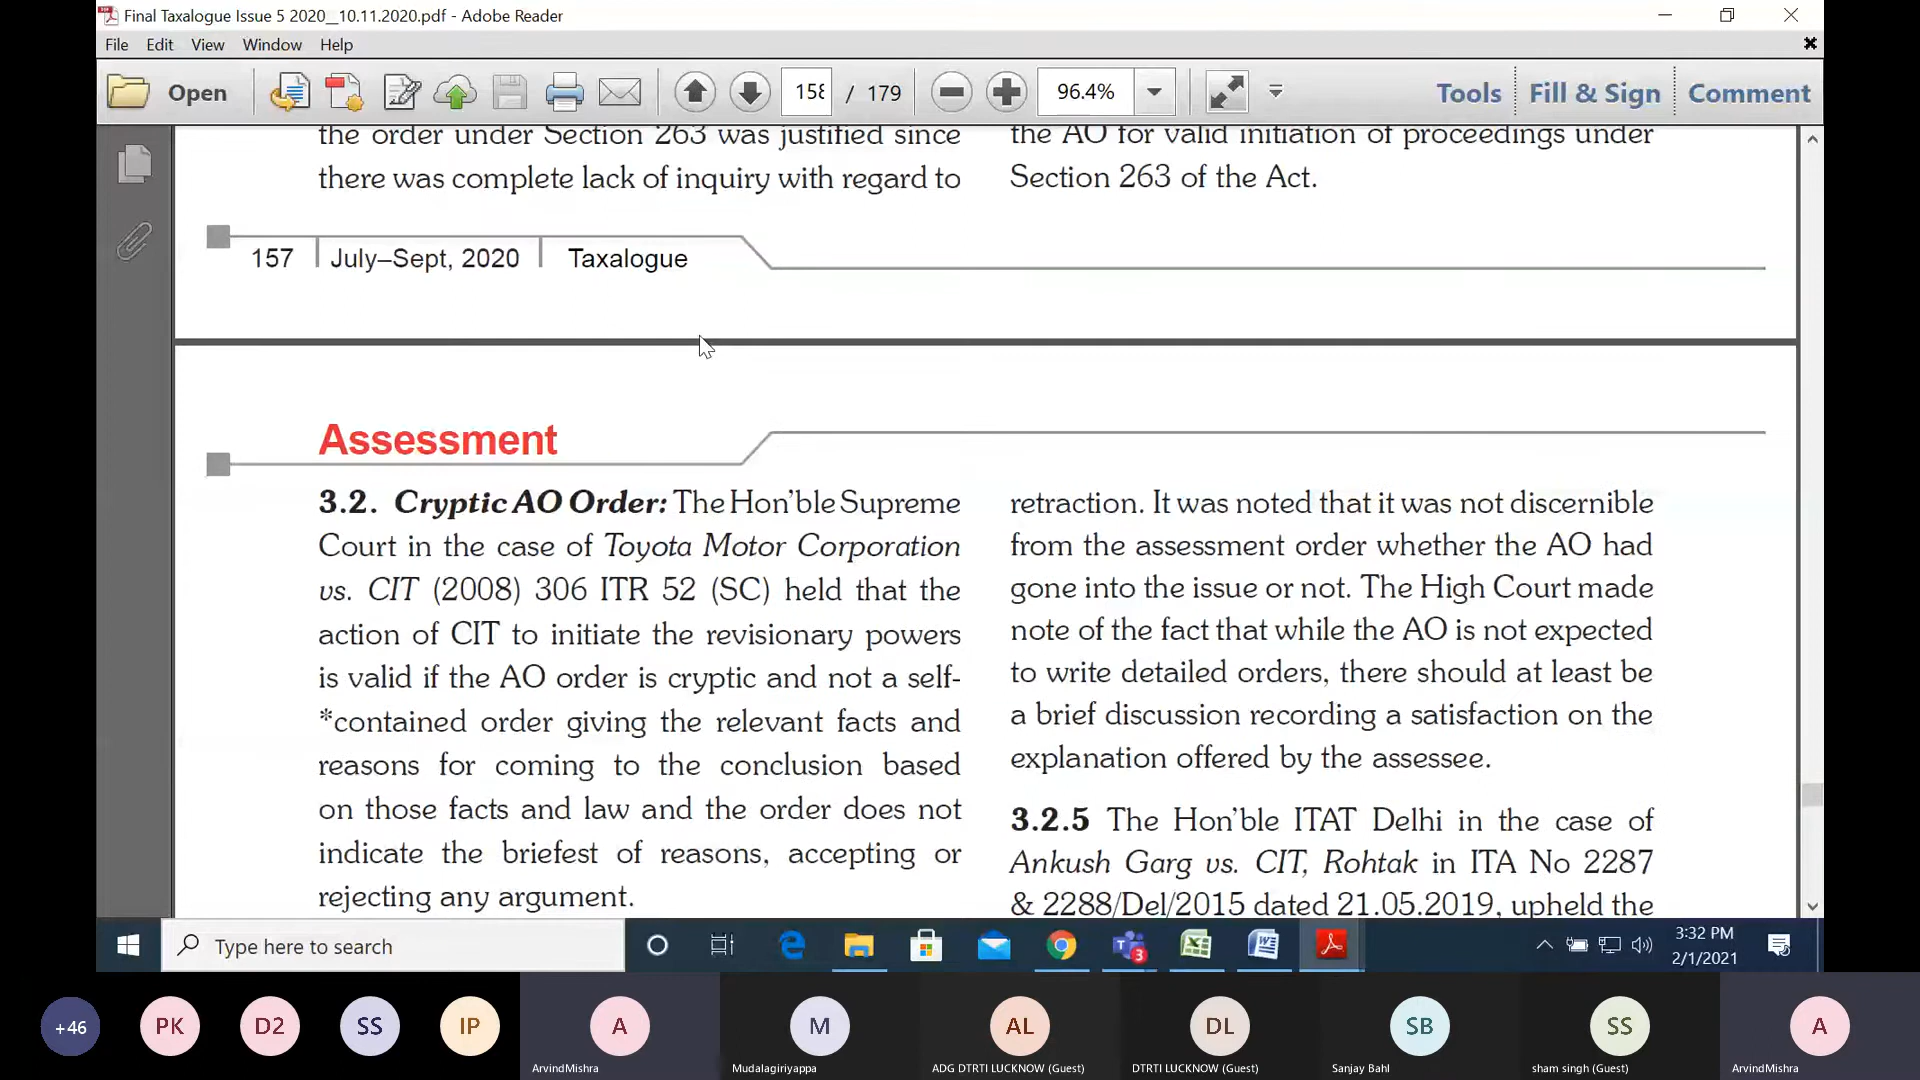 Final Taxalogue Issue 5 2020__10.11.2020.pdf - Adobe Reader
File Edit View Window Help
Open 158 / 179 96.4% Tools Fill & Sign Comment
the order under Section 263 was justified since
there was complete lack of inquiry with regard to
the AO for valid initiation of proceedings under
Section 263 of the Act.
157 July–Sept, 2020 Taxalogue
Assessment
3.2. Cryptic AO Order: The Hon’ble Supreme
Court in the case of Toyota Motor Corporation
vs. CIT (2008) 306 ITR 52 (SC) held that the
action of CIT to initiate the revisionary powers
is valid if the AO order is cryptic and not a self-
*contained order giving the relevant facts and
reasons for coming to the conclusion based
on those facts and law and the order does not
indicate the briefest of reasons, accepting or
rejecting any argument.
retraction. It was noted that it was not discernible
from the assessment order whether the AO had
gone into the issue or not. The High Court made
note of the fact that while the AO is not expected
to write detailed orders, there should at least be
a brief discussion recording a satisfaction on the
explanation offered by the assessee.
3.2.5 The Hon’ble ITAT Delhi in the case of
Ankush Garg vs. CIT, Rohtak in ITA No 2287
& 2288/Del/2015 dated 21.05.2019, upheld the
Type here to search
3
3:32 PM
2/1/2021
+46 PK D2 SS IP A M AL DL SB SS A
ArvindMishra Mudalagiriyappa ADG DTRTI LUCKNOW (Guest) DTRTI LUCKNOW (Guest) Sanjay Bahl sham singh (Guest) ArvindMishra